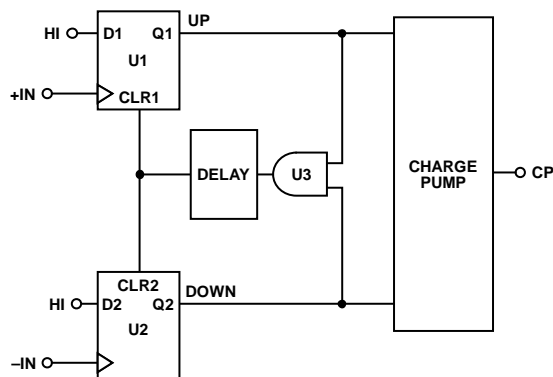 UP
HI
D1
Q1
U1
+IN
CLR1
DELAY
U3
CHARGE
PUMP
CP
CLR2
HI
D2
Q2
DOWN
U2
–IN